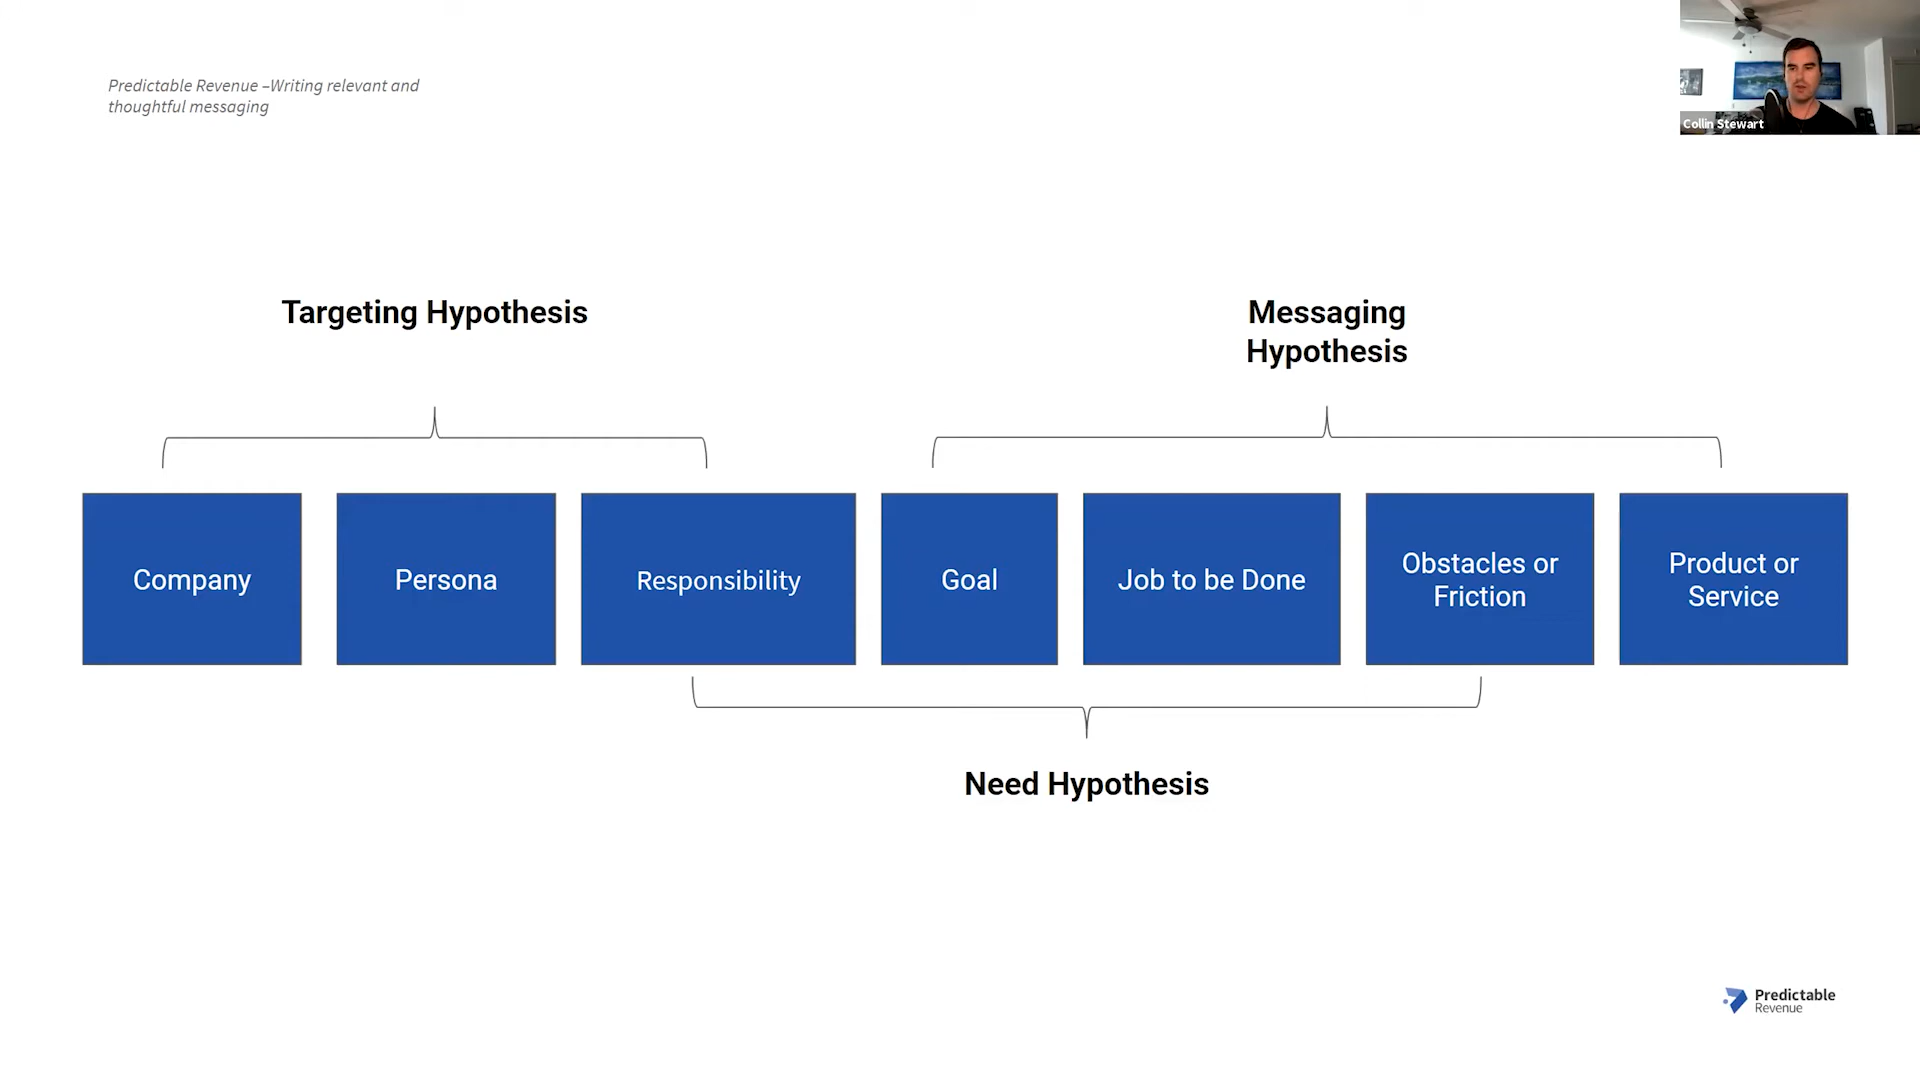 Predictable Revenue –Writing relevant and
thoughtful messaging
Collin Stewart
Targeting Hypothesis
Messaging
Hypothesis
Company
Persona
Responsibility
Goal
Job to be Done
Obstacles or
Friction
Product or
Service
Need Hypothesis
Predictable
Revenue